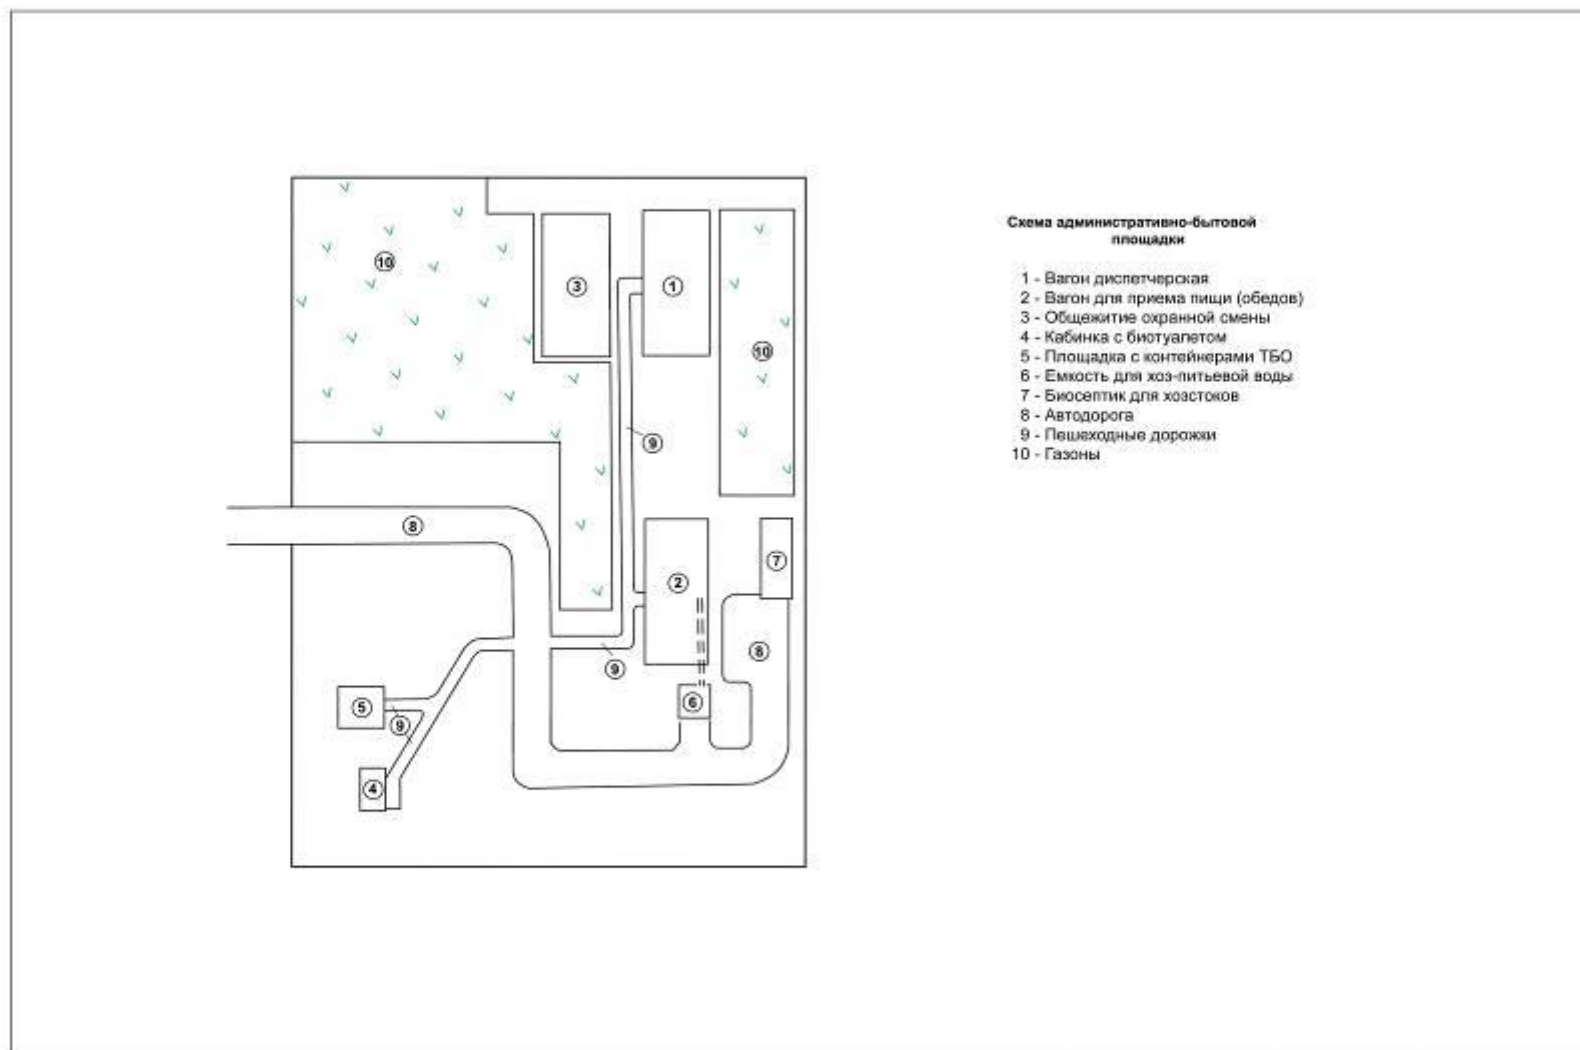 Схема административно-бытовой
площадки
1 - Вагон диспетчерская
2 - Вагон для приема пищи (обедов)
3 - Общежитие охранной смены
4 - Кабинка с биотуалетом
5 - Площадка с контейнерами ТБО
6 - Емкость для хоз-питьевой воды
7 - Биосептик для хозстоков
8 - Автодорога
9 - Пешеходные дорожки
10 - Газоны
10
3
1
10
9
8
2
7
9
8
5
9
6
4